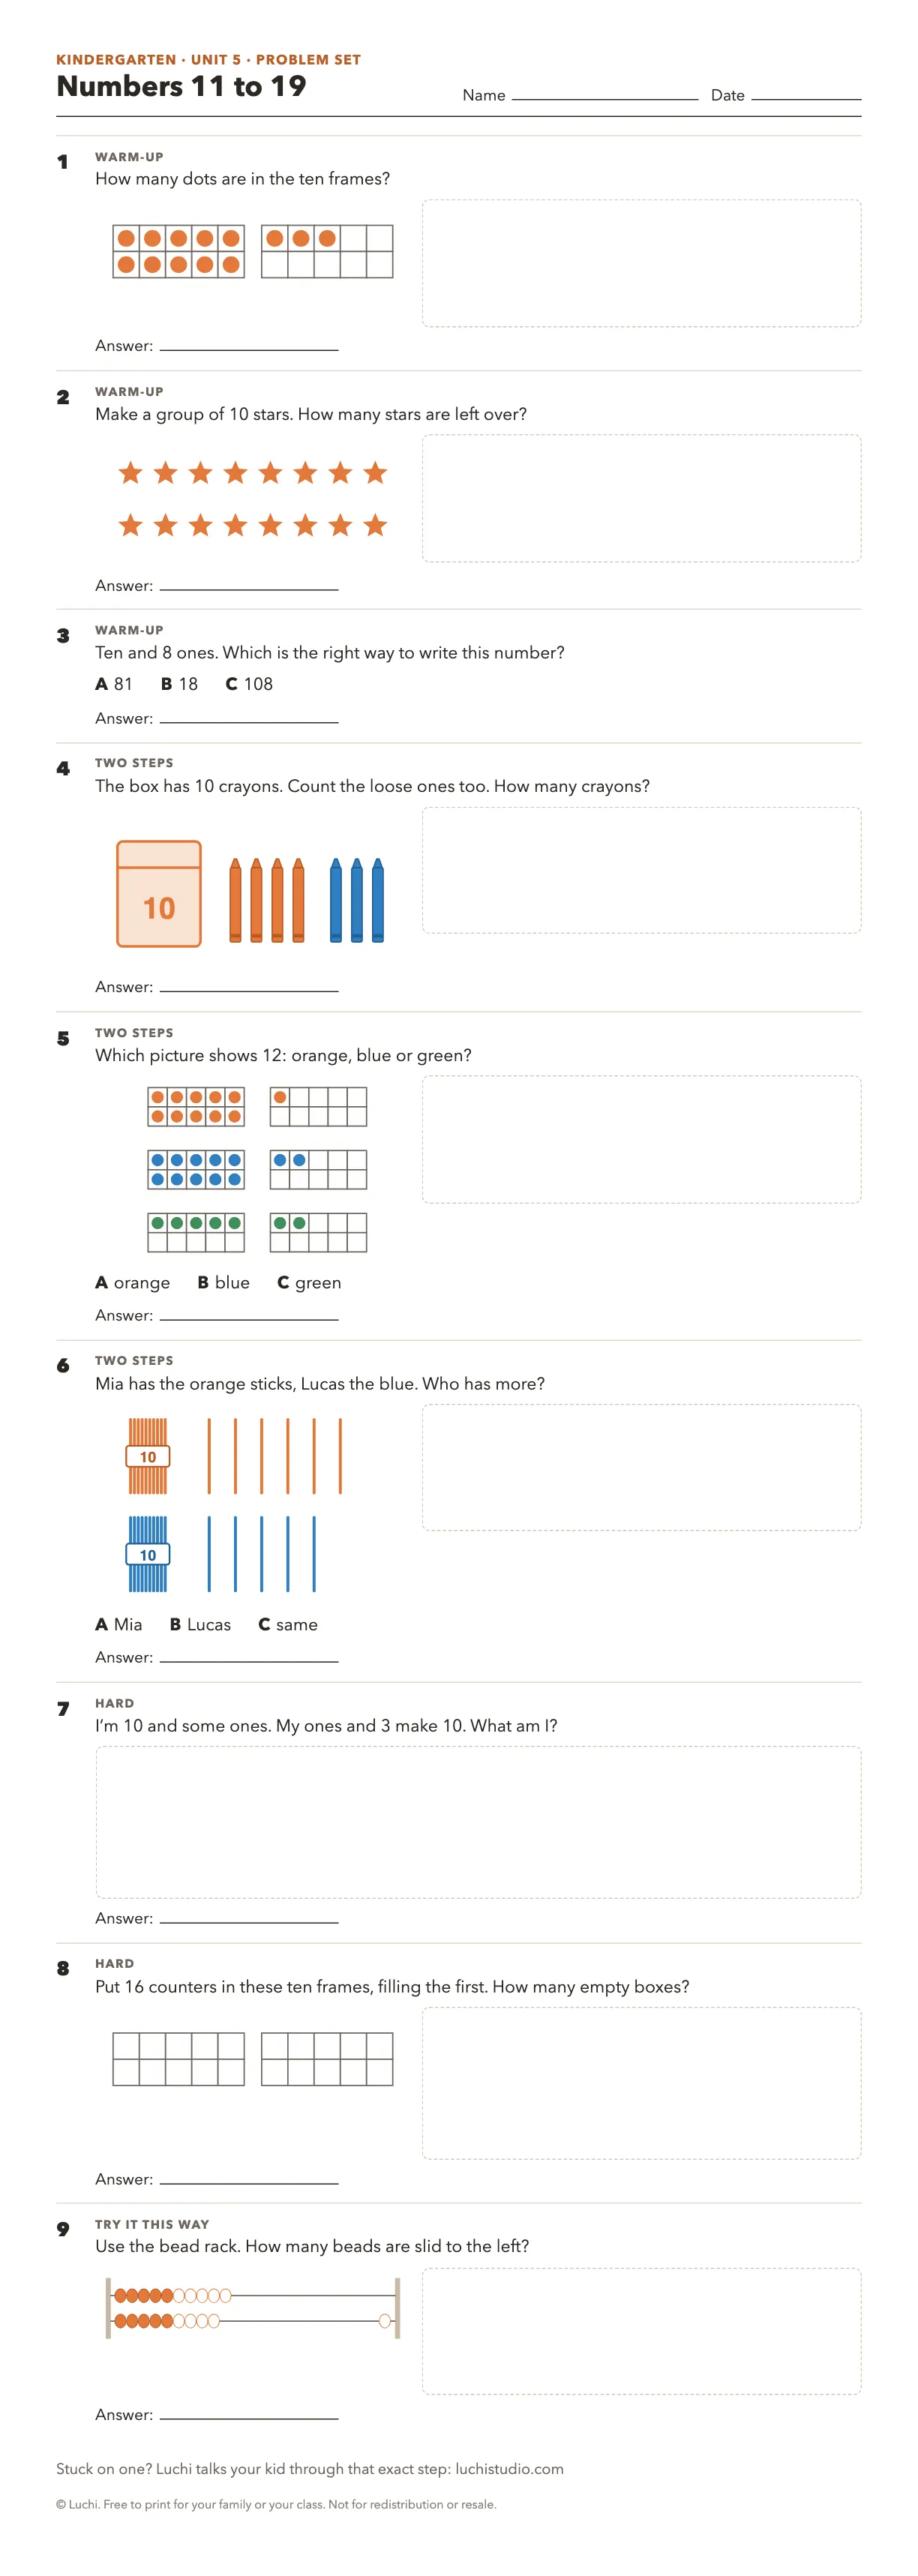 KINDERGARTEN · UNIT 5 · PROBLEM SET
Numbers 11 to 19
Name
Date
1
WARM-UP
How many dots are in the ten frames?
Answer:
2
WARM-UP
Make a group of 10 stars. How many stars are left over?
Answer:
3
WARM-UP
Ten and 8 ones. Which is the right way to write this number?
A 81 B 18 C 108
Answer:
4
TWO STEPS
The box has 10 crayons. Count the loose ones too. How many crayons?
10
Answer:
5
TWO STEPS
Which picture shows 12: orange, blue or green?
A orange B blue C green
Answer:
6
TWO STEPS
Mia has the orange sticks, Lucas the blue. Who has more?
10
10
A Mia B Lucas C same
Answer:
7
HARD
I'm 10 and some ones. My ones and 3 make 10. What am I?
Answer:
8
HARD
Put 16 counters in these ten frames, filling the first. How many empty boxes?
Answer:
9
TRY IT THIS WAY
Use the bead rack. How many beads are slid to the left?
Answer:
Stuck on one? Luchi talks your kid through that exact step: luchistudio.com
© Luchi. Free to print for your family or your class. Not for redistribution or resale.